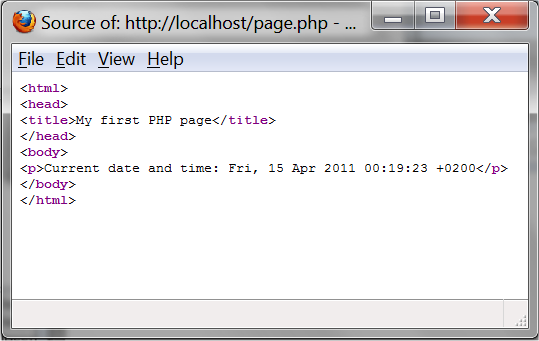 Source of: http://localhost/page.php - ...
File Edit View Help
<html>
<head>
<title>My first PHP page</title>
</head>
<body>
<p>Current date and time: Fri, 15 Apr 2011 00:19:23 +0200</p>
</body>
</html>